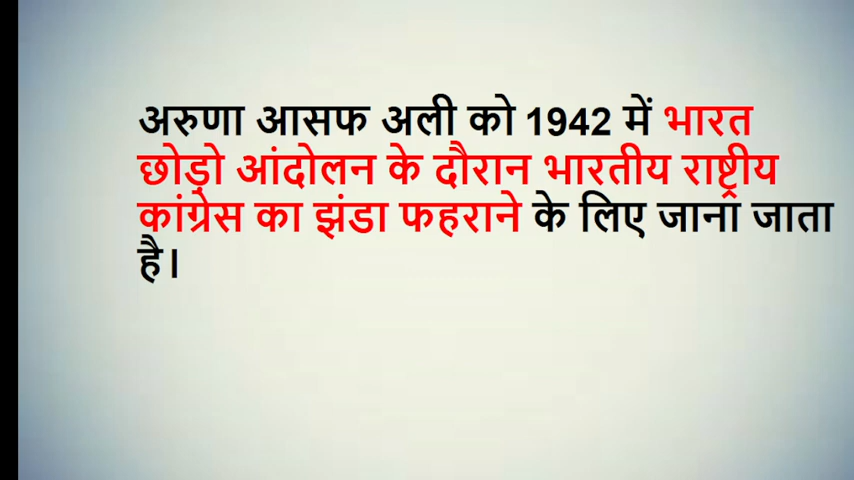 अरुणा आसफ अली को 1942 में भारत
छोड़ो आंदोलन के दौरान भारतीय राष्ट्रीय
कांग्रेस का झंडा फहराने के लिए जाना जाता
है।